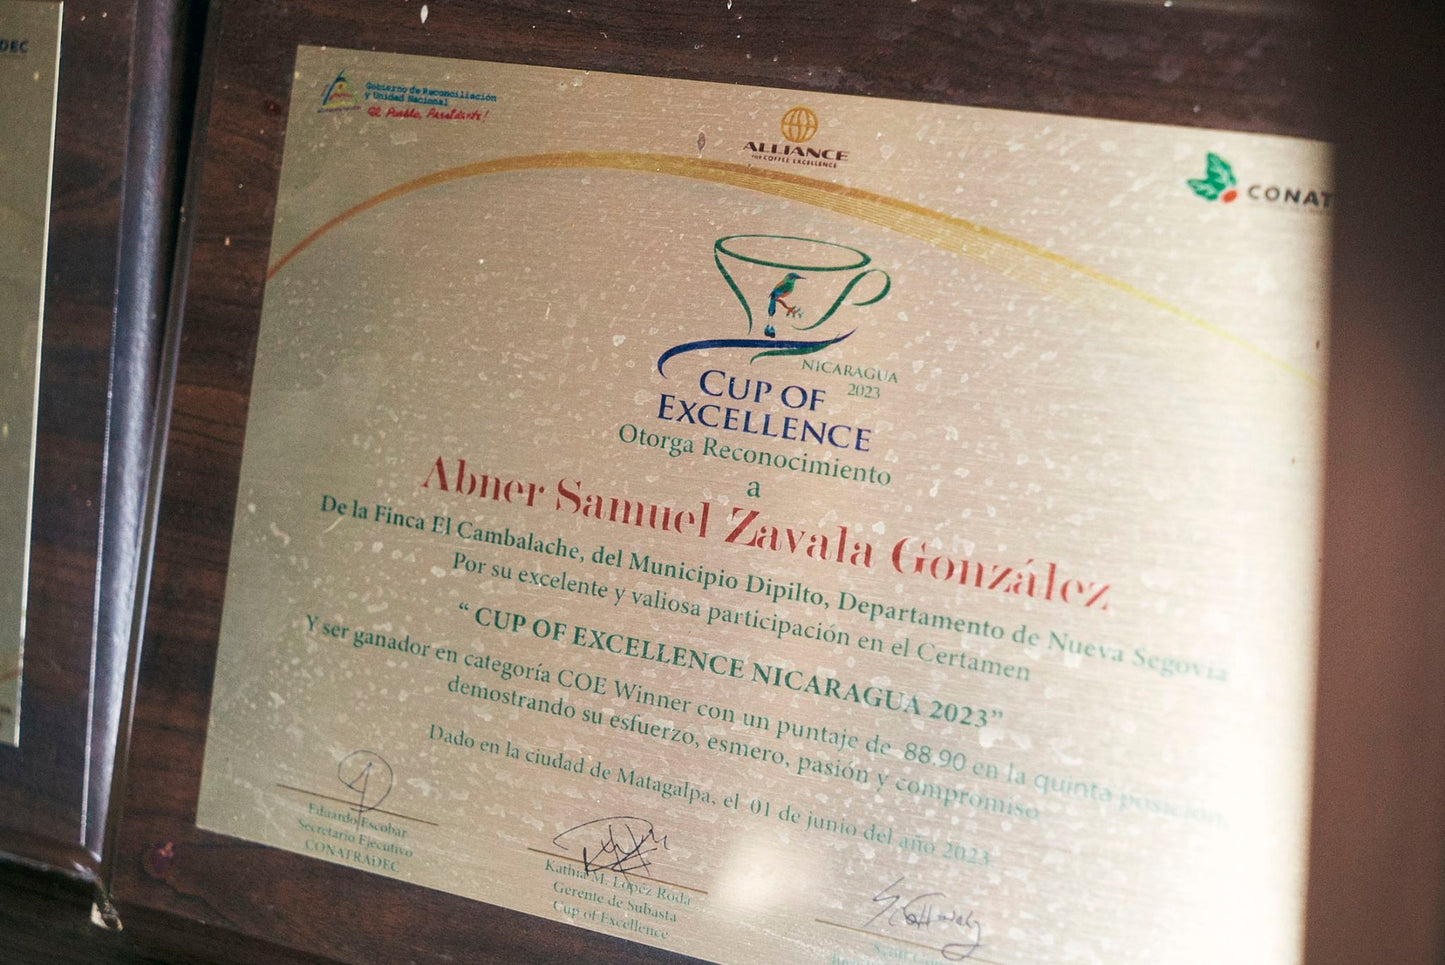 DEC
Gobierno de Reconciliación
y Unidad Nacional
El Pueblo, Presidente!
ALLIANCE
FOR COFFEE EXCELLENCE
CONAT
NICARAGUA
2023
CUP OF
EXCELLENCE
Otorga Reconocimiento
a
Abner Samuel Zavala González
De la Finca El Cambalache, del Municipio Dipilto, Departamento de Nueva Segovia
Por su excelente y valiosa participación en el Certamen
“ CUP OF EXCELLENCE NICARAGUA 2023”
Y ser ganador en categoría COE Winner con un puntaje de 88.90 en la quinta posición,
demostrando su esfuerzo, esmero, pasión y compromiso
Dado en la ciudad de Matagalpa, el 01 de junio del año 2023
Eduardo Escobar
Secretario Ejecutivo
CONATRADEC
Kathia M. López Roda
Gerente de Subasta
Cup of Excellence